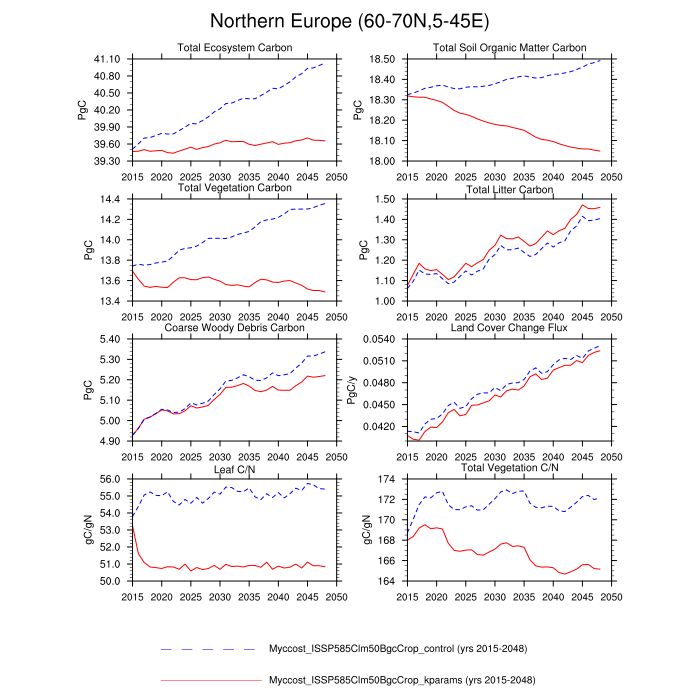 Northern Europe (60-70N,5-45E)
Total Ecosystem Carbon
PgC
41.10
40.80
40.50
40.20
39.90
39.60
39.30
2015 2020 2025 2030 2035 2040 2045 2050
Total Soil Organic Matter Carbon
PgC
18.50
18.40
18.30
18.20
18.10
18.00
2015 2020 2025 2030 2035 2040 2045 2050
Total Vegetation Carbon
PgC
14.4
14.2
14.0
13.8
13.6
13.4
2015 2020 2025 2030 2035 2040 2045 2050
Total Litter Carbon
PgC
1.50
1.40
1.30
1.20
1.10
1.00
2015 2020 2025 2030 2035 2040 2045 2050
Coarse Woody Debris Carbon
PgC
5.40
5.30
5.20
5.10
5.00
4.90
2015 2020 2025 2030 2035 2040 2045 2050
Land Cover Change Flux
PgC/y
0.0540
0.0510
0.0480
0.0450
0.0420
2015 2020 2025 2030 2035 2040 2045 2050
Leaf C/N
gC/gN
56.0
55.0
54.0
53.0
52.0
51.0
50.0
2015 2020 2025 2030 2035 2040 2045 2050
Total Vegetation C/N
gC/gN
174
172
170
168
166
164
2015 2020 2025 2030 2035 2040 2045 2050
Myccost_ISSP585Clm50BgcCrop_control (yrs 2015-2048)
Myccost_ISSP585Clm50BgcCrop_kparams (yrs 2015-2048)